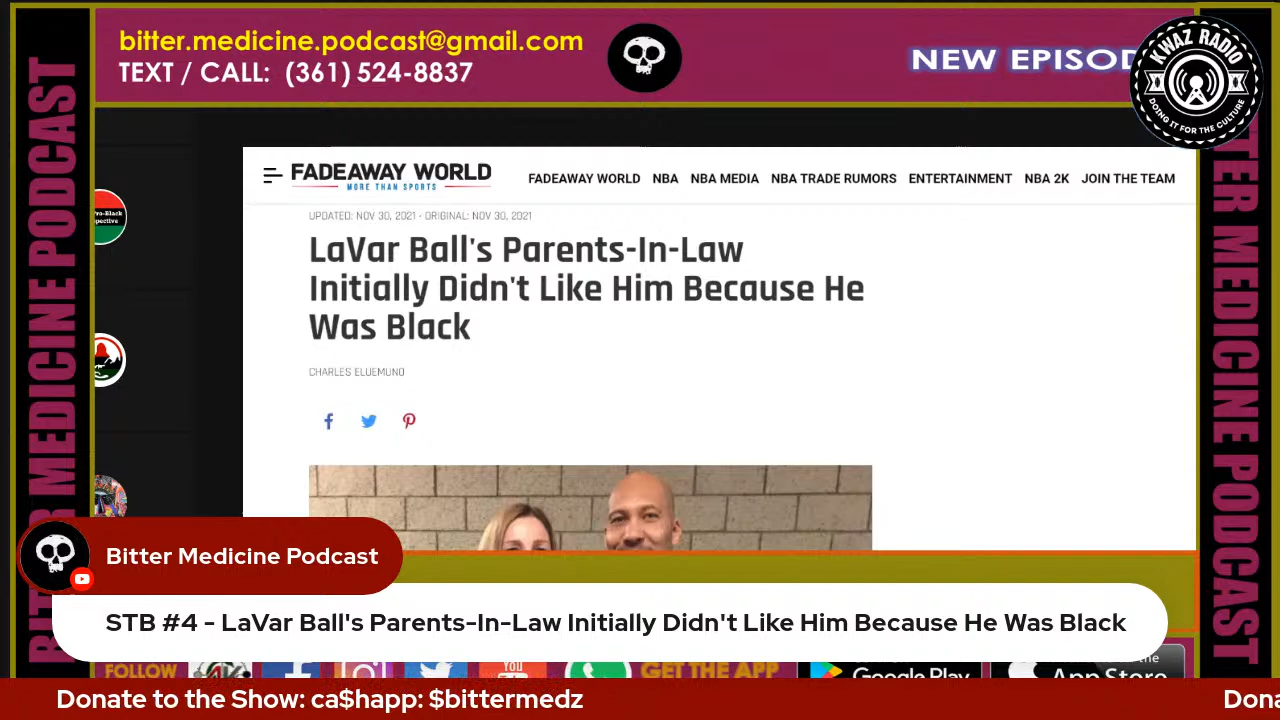 bitter.medicine.podcast@gmail.com
TEXT / CALL: (361) 524-8837
NEW EPISOD
KWAZ RADIO
DOING IT FOR THE CULTURE
BITTER MEDICINE PODCAST
FADEAWAY WORLD
MORE THAN SPORTS
FADEAWAY WORLD NBA NBA MEDIA NBA TRADE RUMORS ENTERTAINMENT NBA 2K JOIN THE TEAM
UPDATED: NOV 30, 2021 - ORIGINAL: NOV 30, 2021
LaVar Ball's Parents-In-Law
Initially Didn't Like Him Because He
Was Black
CHARLES ELUEMUNO
Bitter Medicine Podcast
STB #4 - LaVar Ball's Parents-In-Law Initially Didn't Like Him Because He Was Black
FOLLOW
You
GET THE APP
Google Play
App Store
TER MEDICINE PODCAST
Donate to the Show: ca$happ: $bittermedz
Dona